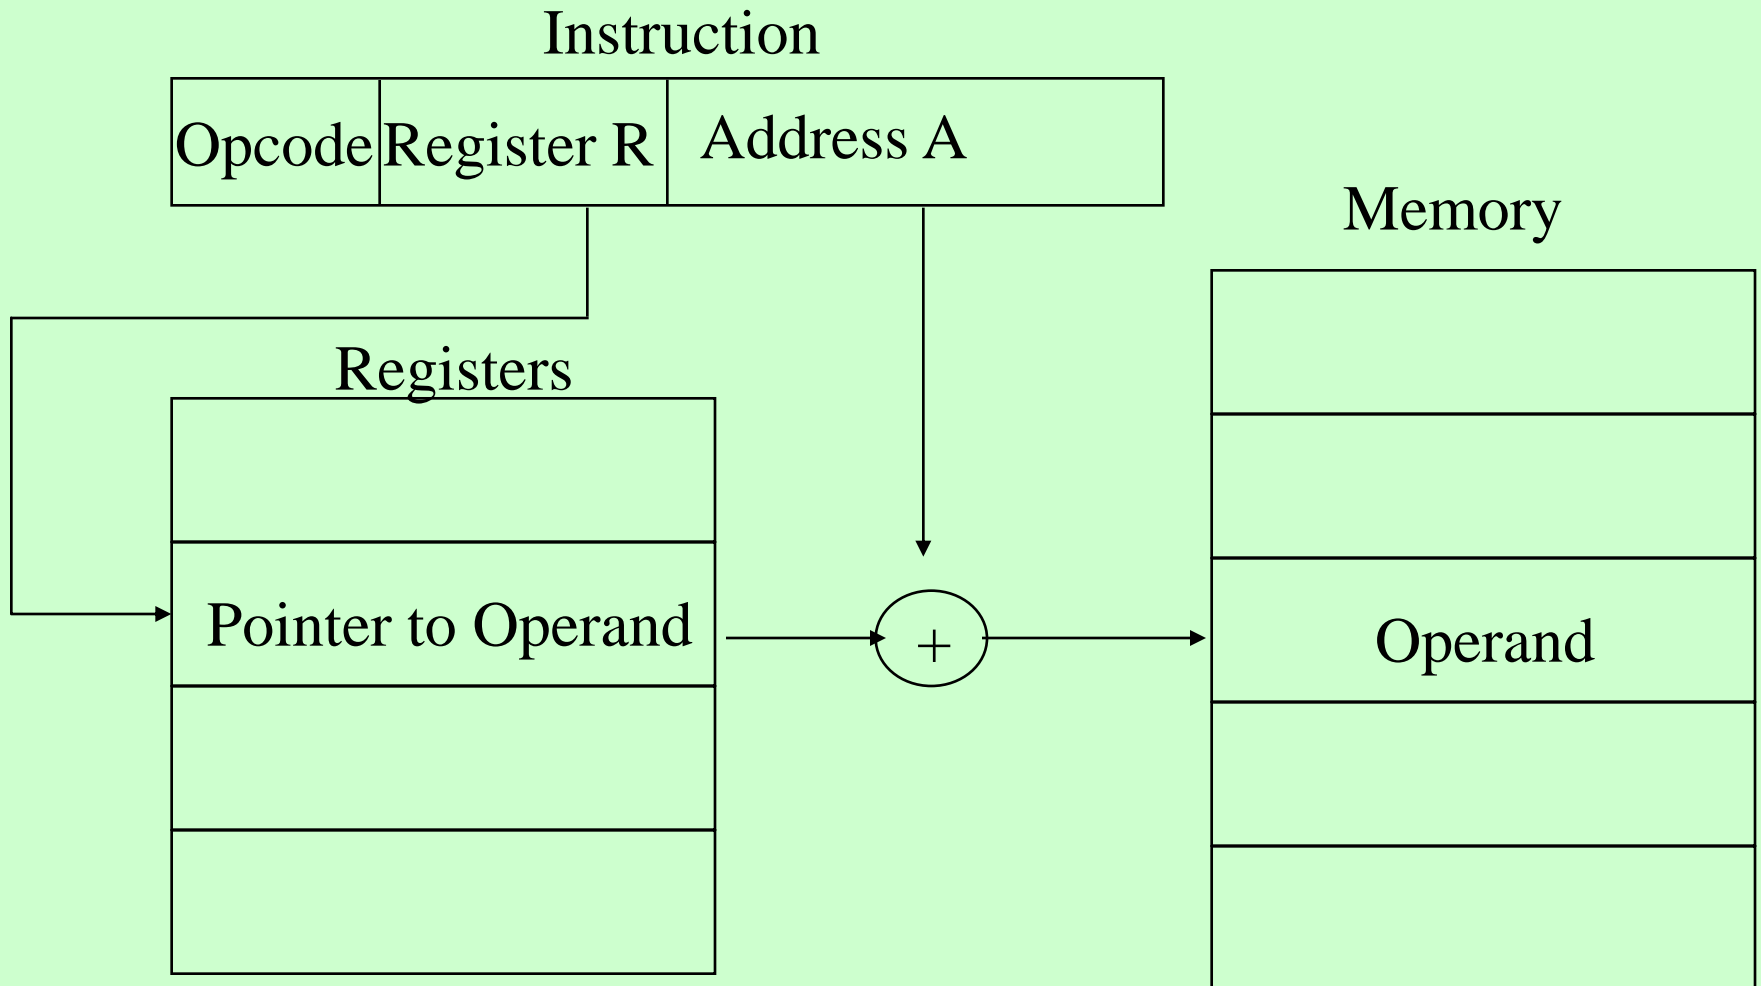 Instruction
Opcode Register R Address A
Memory
Registers
Pointer to Operand + Operand